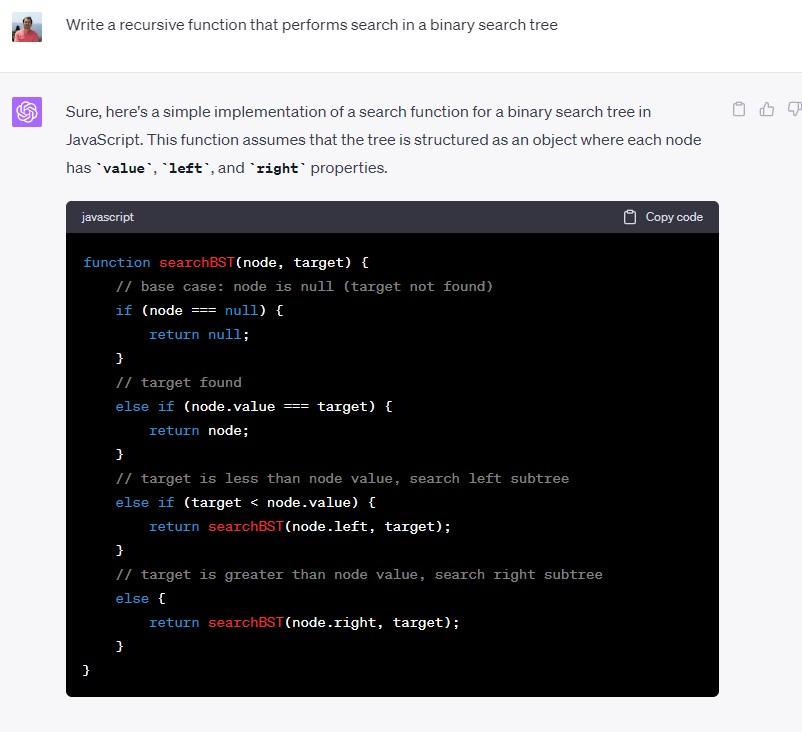 Write a recursive function that performs search in a binary search tree
Sure, here's a simple implementation of a search function for a binary search tree in
JavaScript. This function assumes that the tree is structured as an object where each node
has `value`, `left`, and `right` properties.
javascript
Copy code
function searchBST(node, target) {
    // base case: node is null (target not found)
    if (node === null) {
        return null;
    }
    // target found
    else if (node.value === target) {
        return node;
    }
    // target is less than node value, search left subtree
    else if (target < node.value) {
        return searchBST(node.left, target);
    }
    // target is greater than node value, search right subtree
    else {
        return searchBST(node.right, target);
    }
}